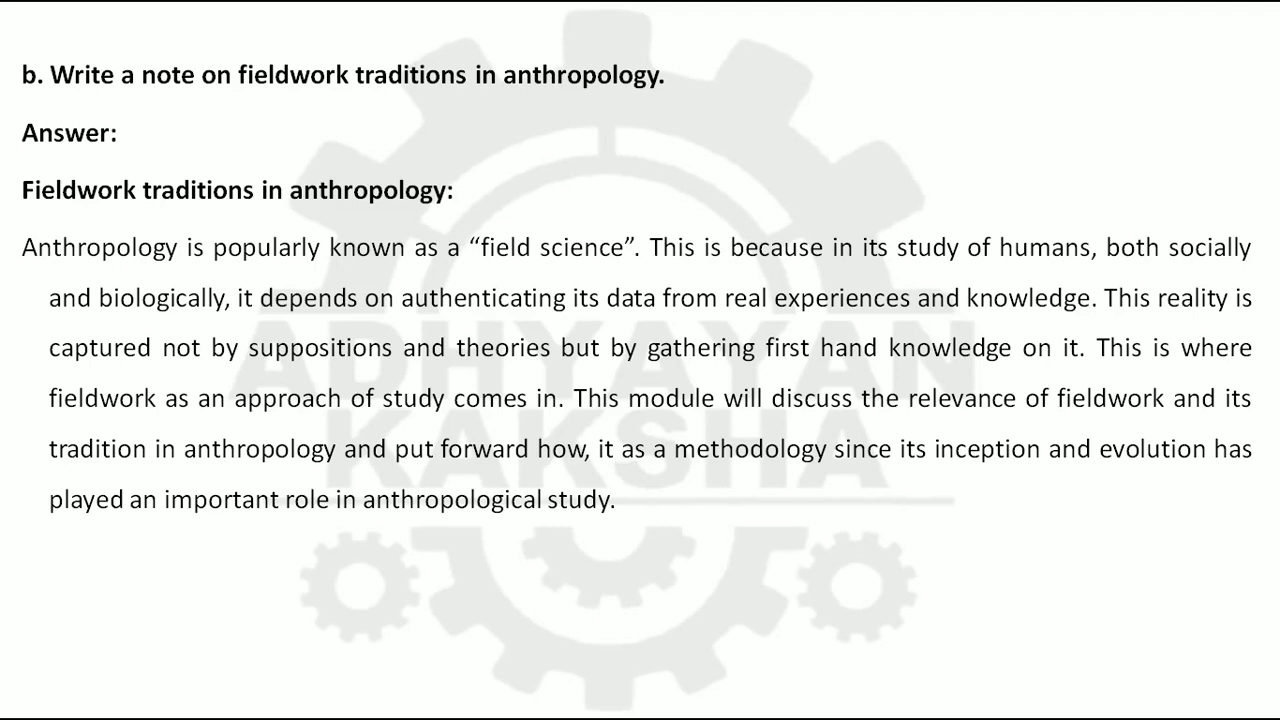 b. Write a note on fieldwork traditions in anthropology.
Answer:
Fieldwork traditions in anthropology:
Anthropology is popularly known as a “field science”. This is because in its study of humans, both socially
and biologically, it depends on authenticating its data from real experiences and knowledge. This reality is
captured not by suppositions and theories but by gathering first hand knowledge on it. This is where
fieldwork as an approach of study comes in. This module will discuss the relevance of fieldwork and its
tradition in anthropology and put forward how, it as a methodology since its inception and evolution has
played an important role in anthropological study.
ADHYAYAN
KAKSHA